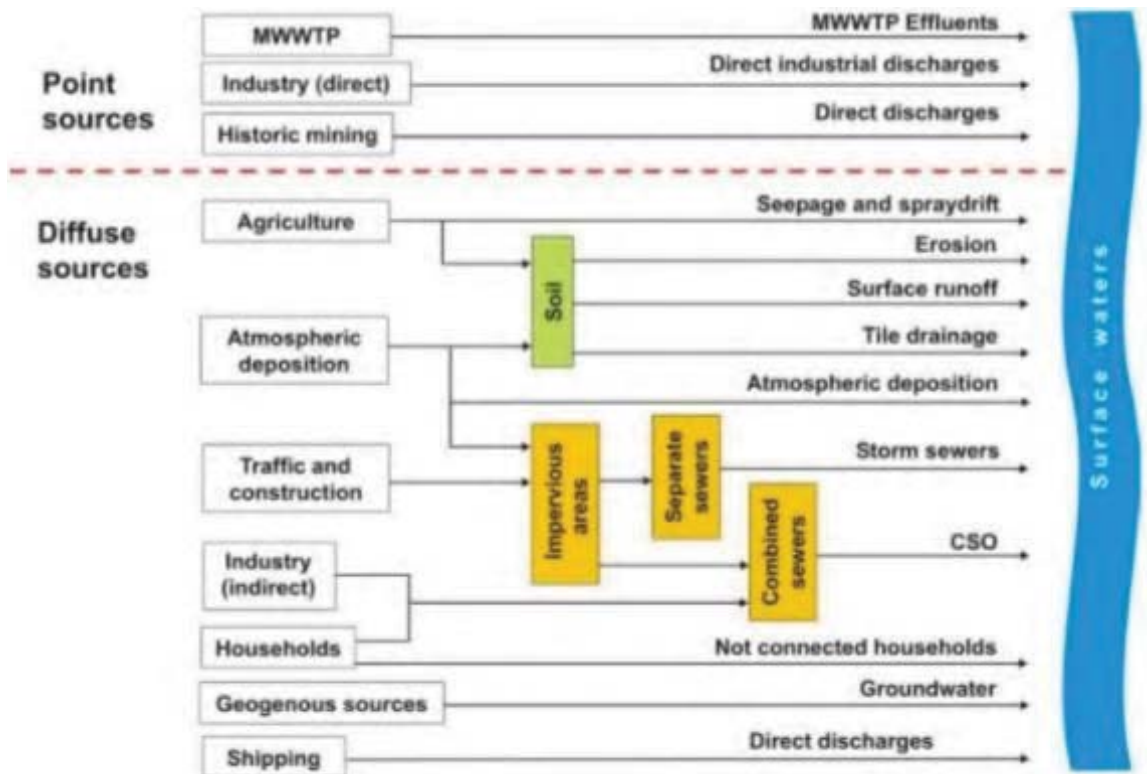 MWWTP
MWWTP Effluents
Point
sources
Industry (direct)
Direct industrial discharges
Historic mining
Direct discharges
Diffuse
sources
Agriculture
Seepage and spraydrift
Erosion
Soil
Surface runoff
Atmospheric
deposition
Tile drainage
Atmospheric deposition
Traffic and
construction
Impervious
areas
Separate
sewers
Storm sewers
Industry
(indirect)
Combined
sewers
CSO
Households
Not connected households
Geogenous sources
Groundwater
Shipping
Direct discharges
Surface waters